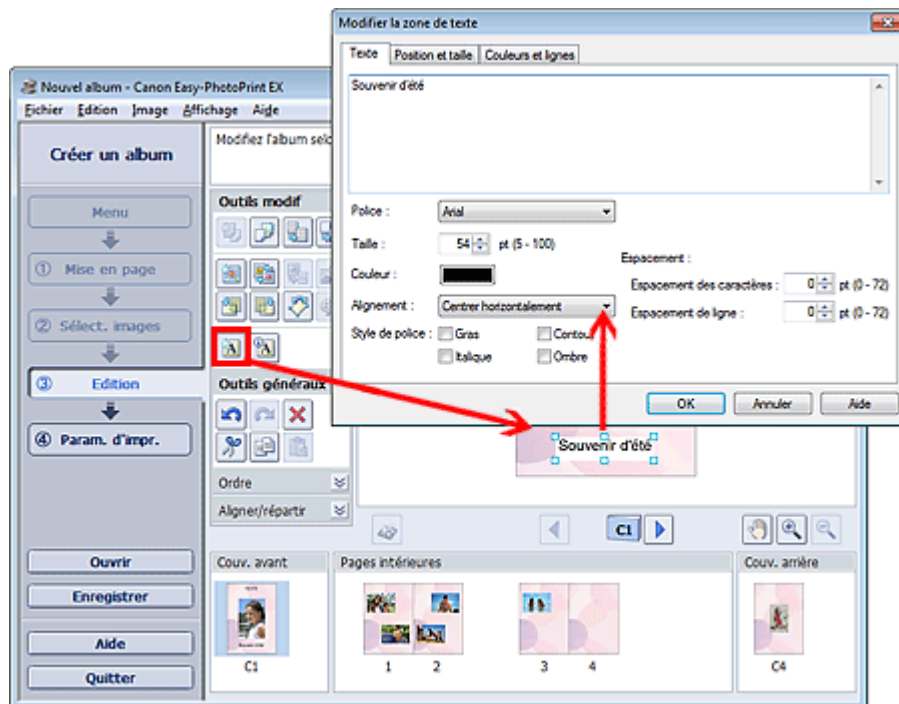 Modifier la zone de texte
Texte Position et taille Couleurs et lignes
Souvenir d'été
Police : Arial
Taille : 54 pt (5 - 100)
Couleur :
Alignement : Centrer horizontalement
Style de police : Gras Contour
Italique Ombre
Espacement :
Espacement des caractères : 0 pt (0 - 72)
Espacement de ligne : 0 pt (0 - 72)
OK Annuler Aide
Nouvel album - Canon Easy-PhotoPrint EX
Fichier Edition Image Affichage Aide
Créer un album
Modifiez l'album selo
Menu
① Mise en page
② Sélect. images
③ Edition
④ Param. d'impr.
Ouvrir
Enregistrer
Aide
Quitter
Outils modif
A A
Outils généraux
Ordre
Aligner/répartir
Souvenir d'été
C1
Couv. avant Pages intérieures Couv. arrière
C1 1 2 3 4 C4